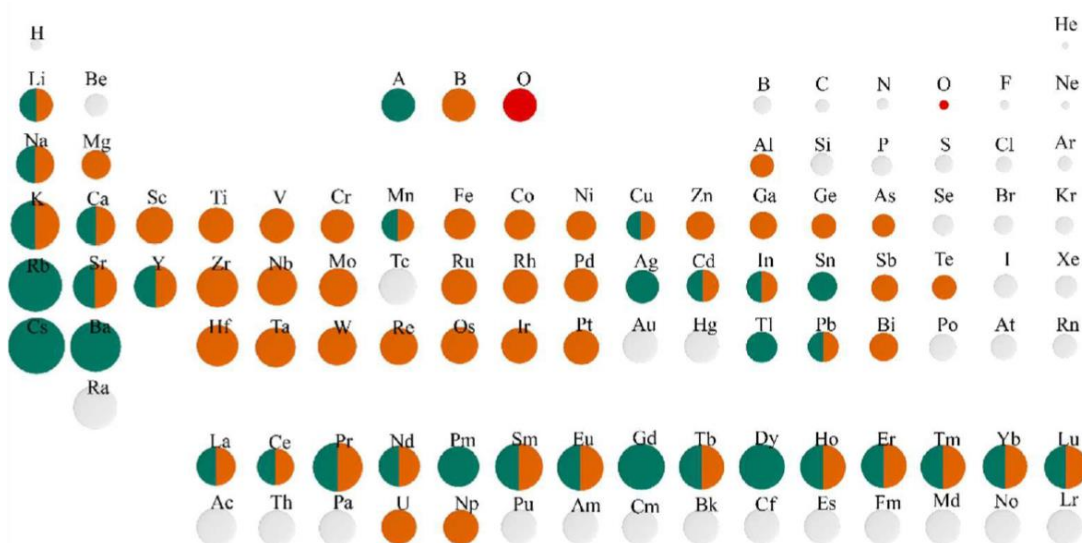 H He
Li Be A B O B C N O F Ne
Na Mg Al Si P S Cl Ar
K Ca Sc Ti V Cr Mn Fe Co Ni Cu Zn Ga Ge As Se Br Kr
Rb Sr Y Zr Nb Mo Tc Ru Rh Pd Ag Cd In Sn Sb Te I Xe
Cs Ba Hf Ta W Re Os Ir Pt Au Hg Tl Pb Bi Po At Rn
Ra
La Ce Pr Nd Pm Sm Eu Gd Tb Dy Ho Er Tm Yb Lu
Ac Th Pa U Np Pu Am Cm Bk Cf Es Fm Md No Lr